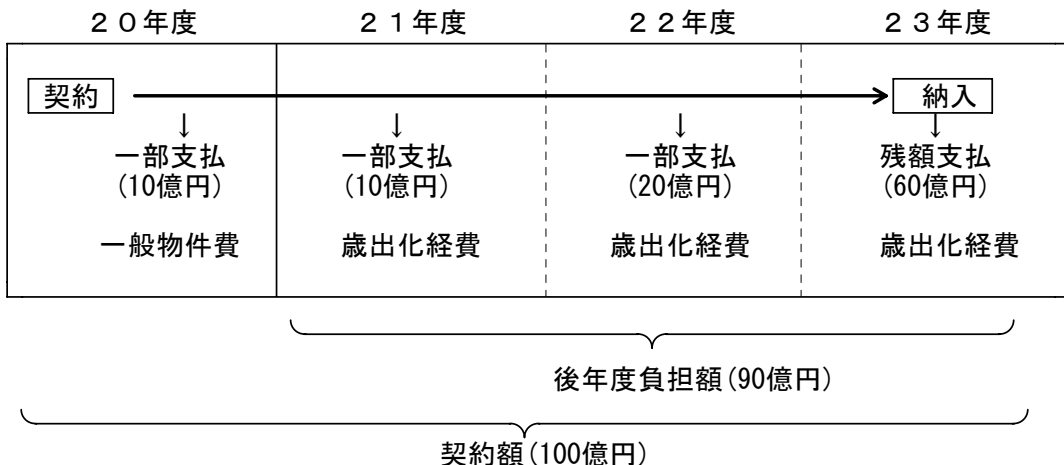 ２０年度　２１年度　２２年度　２３年度
契約　納入
↓　↓　↓　↓
一部支払　一部支払　一部支払　残額支払
(10億円)　(10億円)　(20億円)　(60億円)
一般物件費　歳出化経費　歳出化経費　歳出化経費
後年度負担額(90億円)
契約額(100億円)